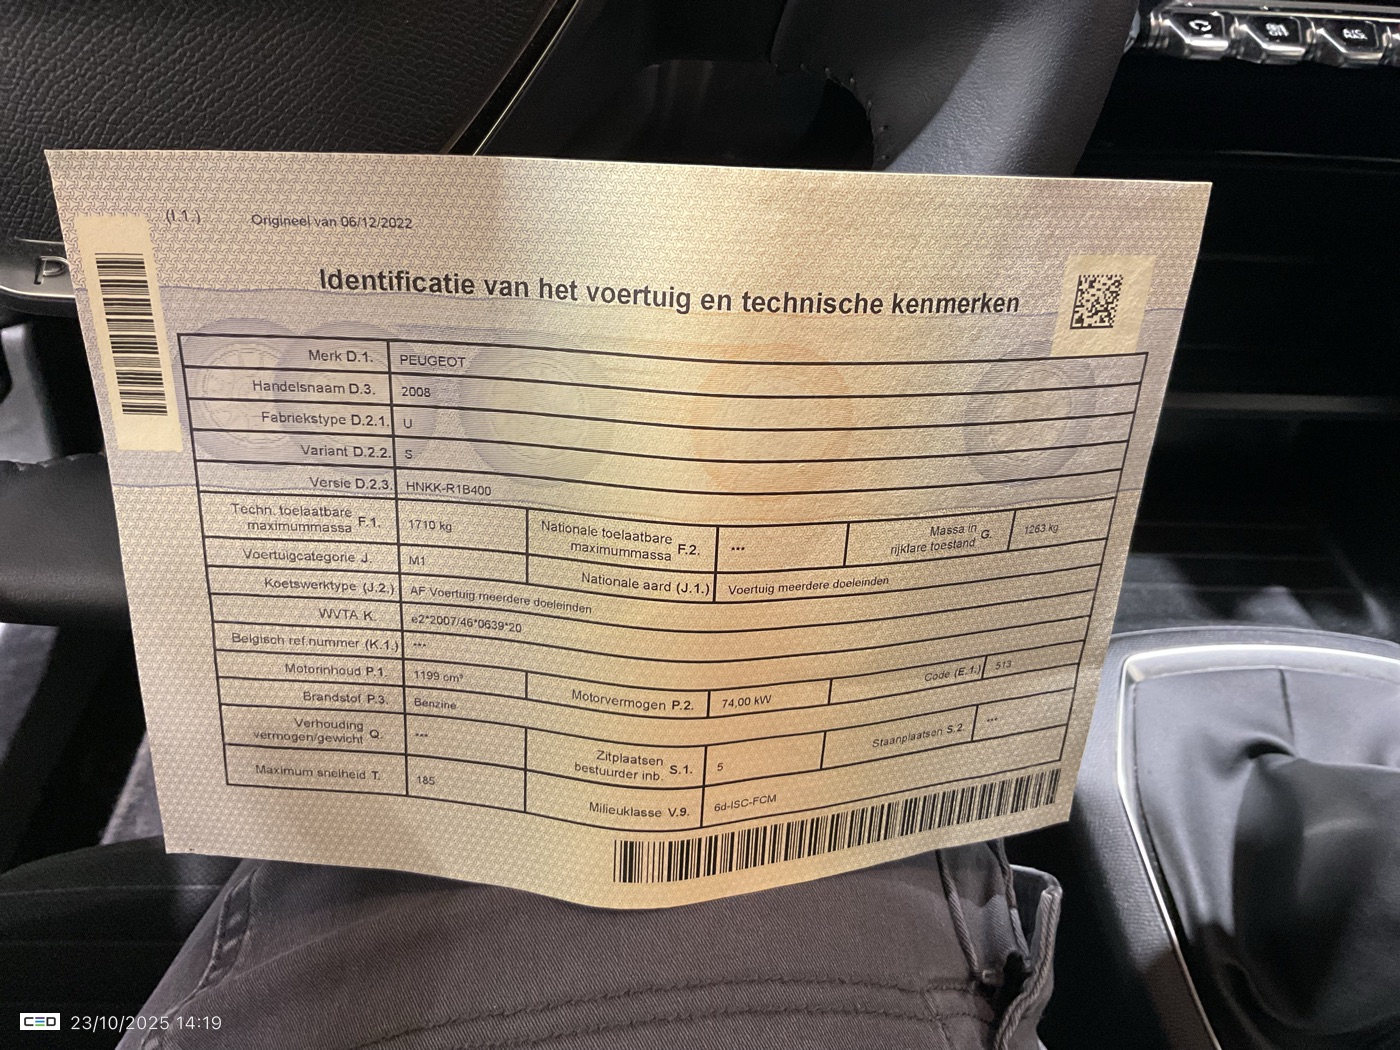 (I.1.) Origineel van 06/12/2022
Identificatie van het voertuig en technische kenmerken
Merk D.1. PEUGEOT
Handelsnaam D.3. 2008
Fabriekstype D.2.1. U
Variant D.2.2. S
Versie D.2.3. HNKK-R1B400
Techn. toelaatbare maximummassa F.1. 1710 kg Nationale toelaatbare maximummassa F.2. --- Massa in rijklare toestand G. 1263 kg
Voertuigcategorie J. M1 Nationale aard (J.1.) Voertuig meerdere doeleinden
Koetswerktype (J.2.) AF Voertuig meerdere doeleinden
WVTA K. e2*2007/46*0639*20
Belgisch ref.nummer (K.1.) ---
Motorinhoud P.1. 1199 cm³ Motorvermogen P.2. 74,00 kW Code (E.1.) 513
Brandstof P.3. Benzine
Verhouding vermogen/gewicht Q. --- Zitplaatsen bestuurder inb. S.1. 5 Staanplaatsen S.2. ---
Maximum snelheid T. 185 Milieuklasse V.9. 6d-ISC-FCM
CED 23/10/2025 14:19